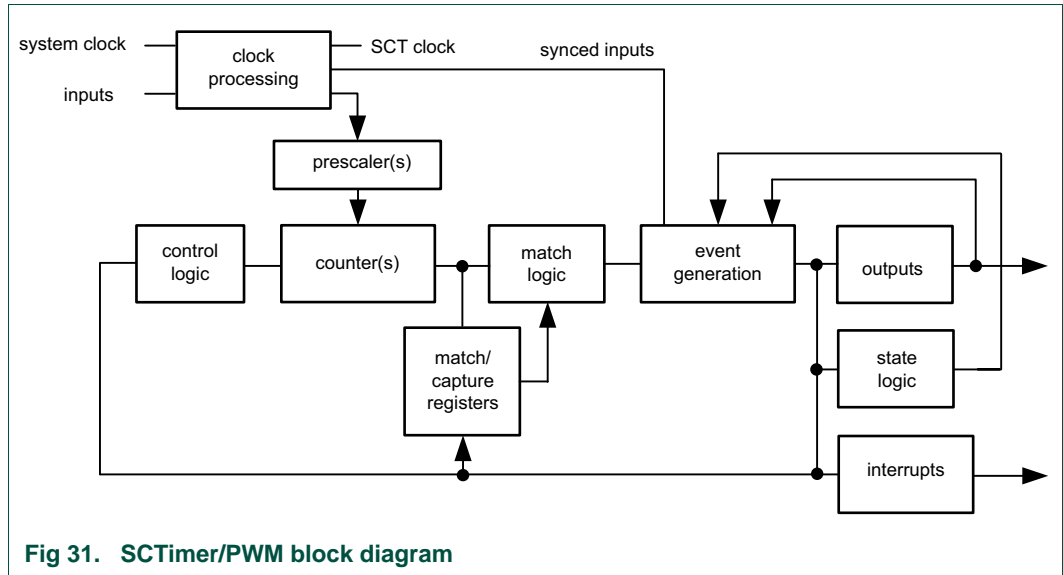 system clock
inputs
clock
processing
SCT clock
synced inputs
prescaler(s)
control
logic
counter(s)
match
logic
event
generation
outputs
match/
capture
registers
state
logic
interrupts
Fig 31. SCTimer/PWM block diagram